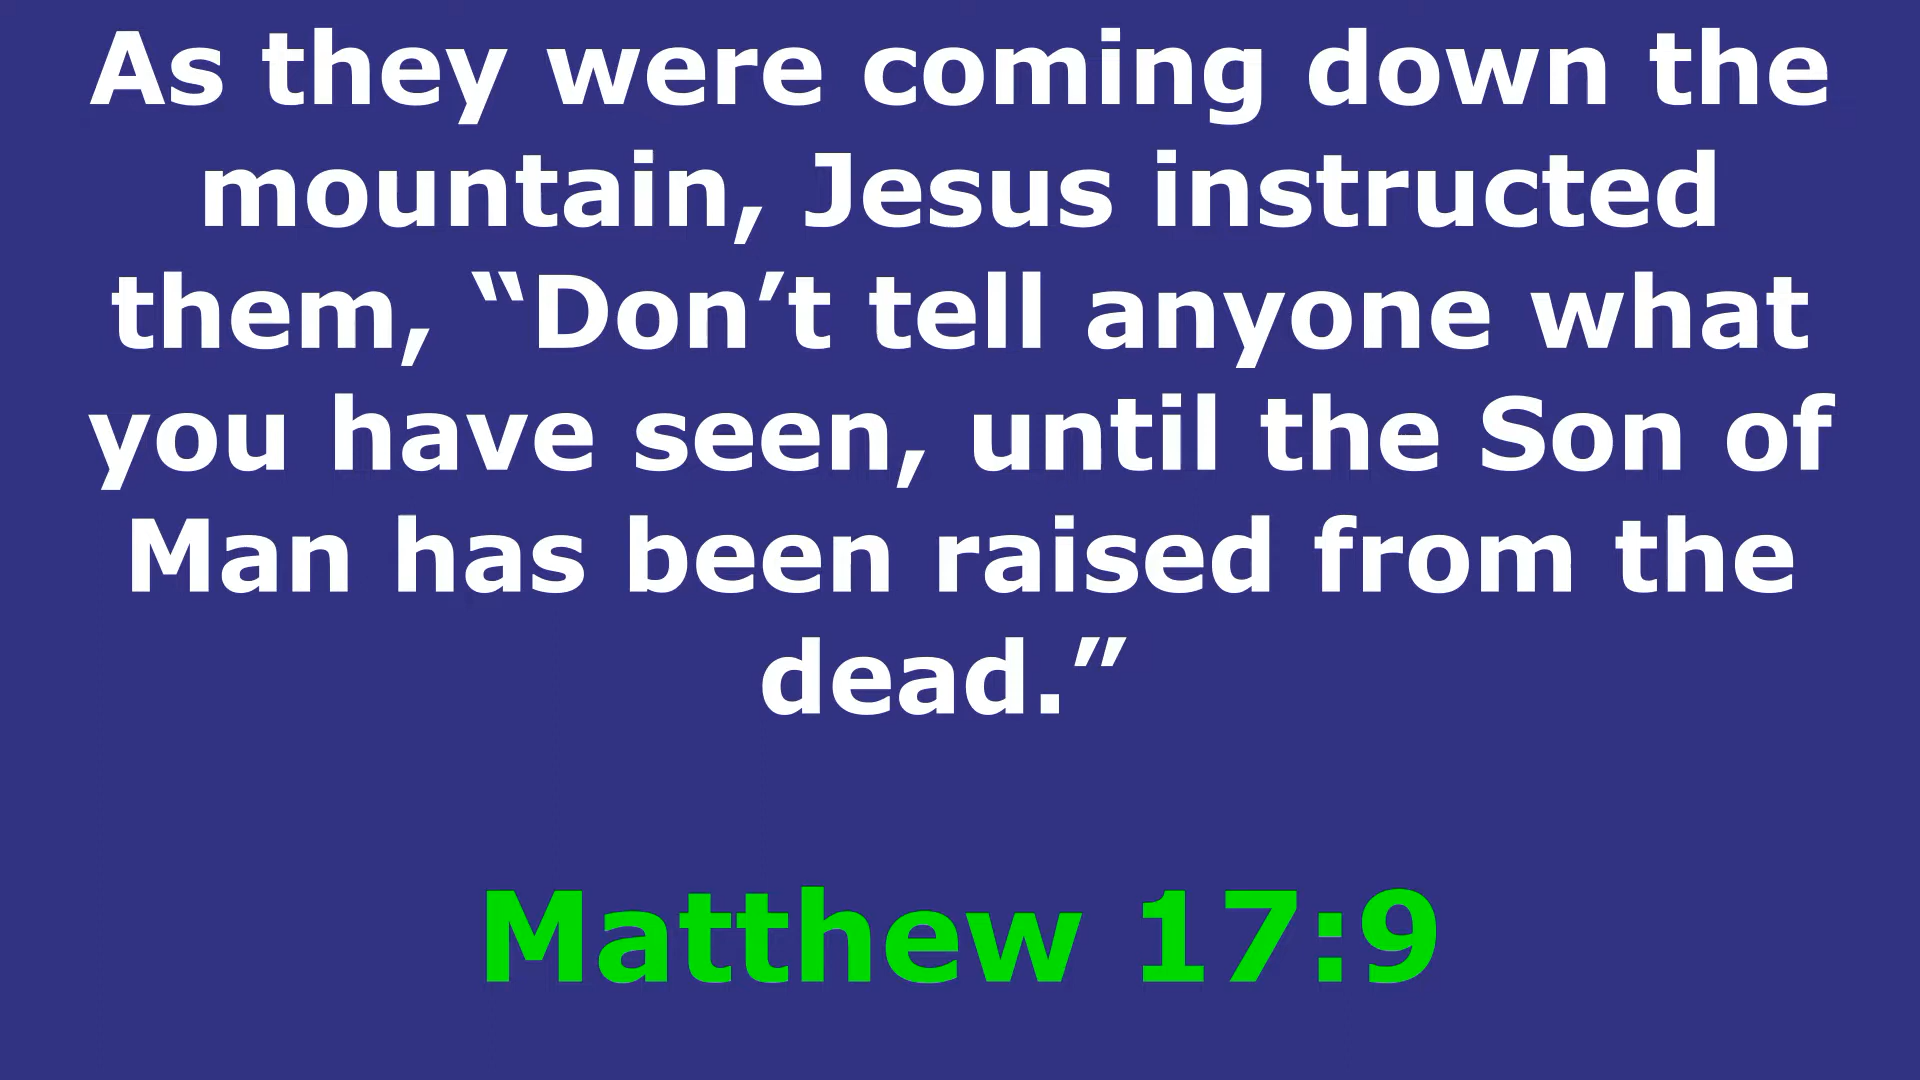 As they were coming down the
mountain, Jesus instructed
them, “Don’t tell anyone what
you have seen, until the Son of
Man has been raised from the
dead.”
Matthew 17:9